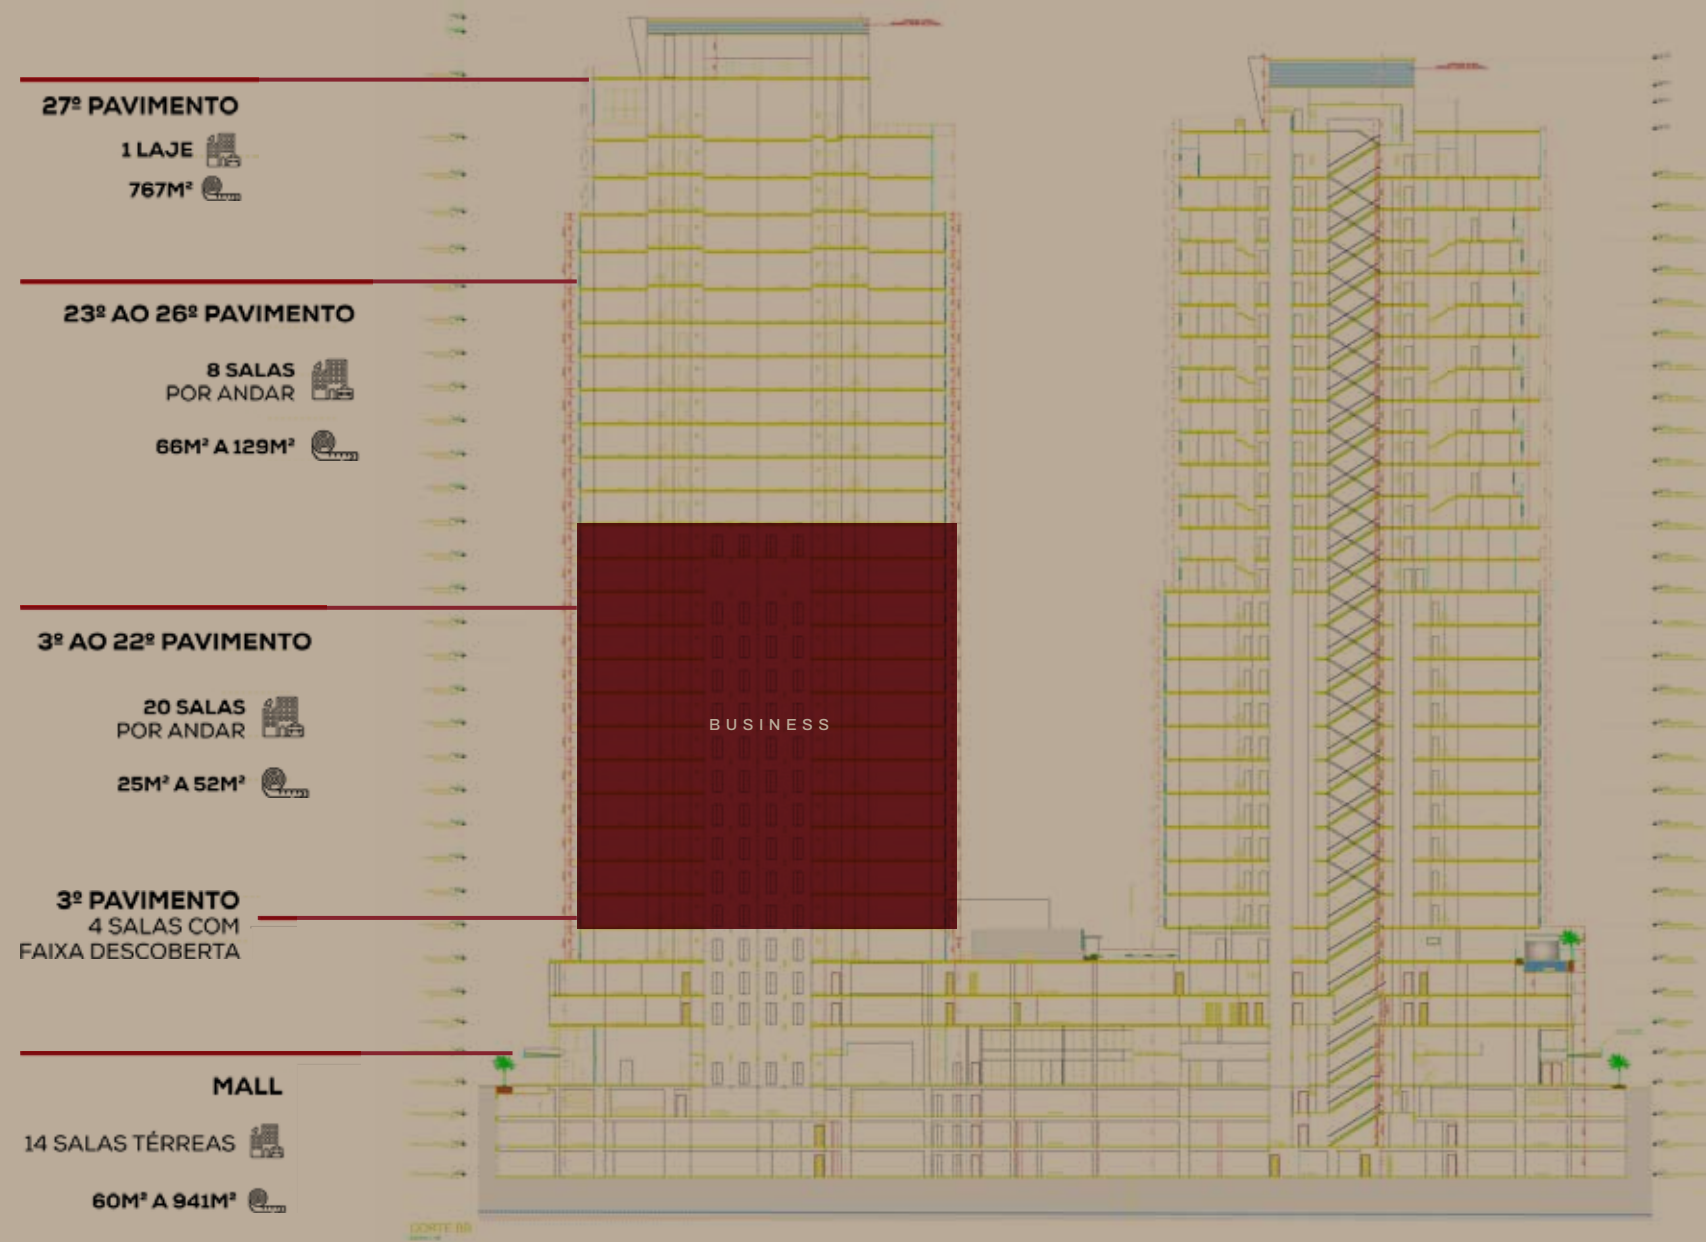 27º PAVIMENTO
1 LAJE
767M²
23º AO 26º PAVIMENTO
8 SALAS
POR ANDAR
66M² A 129M²
3º AO 22º PAVIMENTO
20 SALAS
POR ANDAR
25M² A 52M²
BUSINESS
3º PAVIMENTO
4 SALAS COM
FAIXA DESCOBERTA
MALL
14 SALAS TÉRREAS
60M² A 941M²
CORTE BB